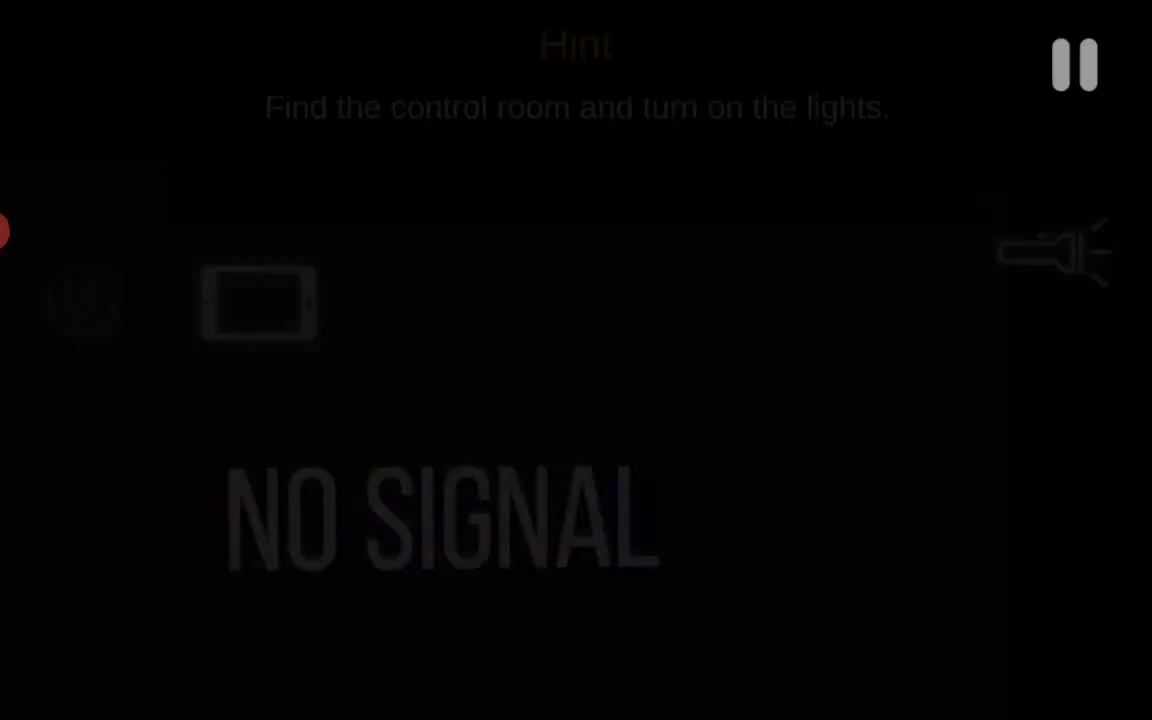 Hint
Find the control room and turn on the lights.
NO SIGNAL